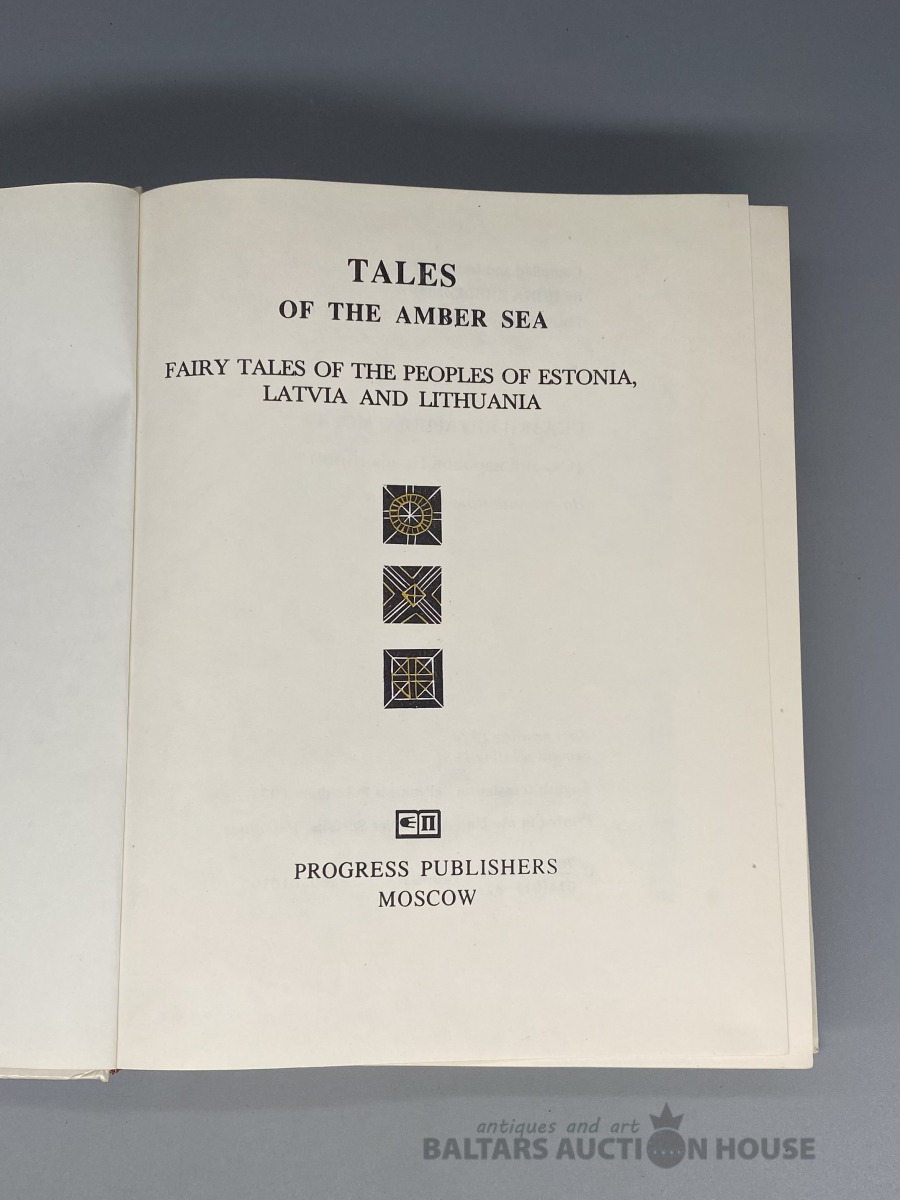 TALES
OF THE AMBER SEA
FAIRY TALES OF THE PEOPLES OF ESTONIA,
LATVIA AND LITHUANIA
PROGRESS PUBLISHERS
MOSCOW
antiques and art
BALTARS AUCTION HOUSE